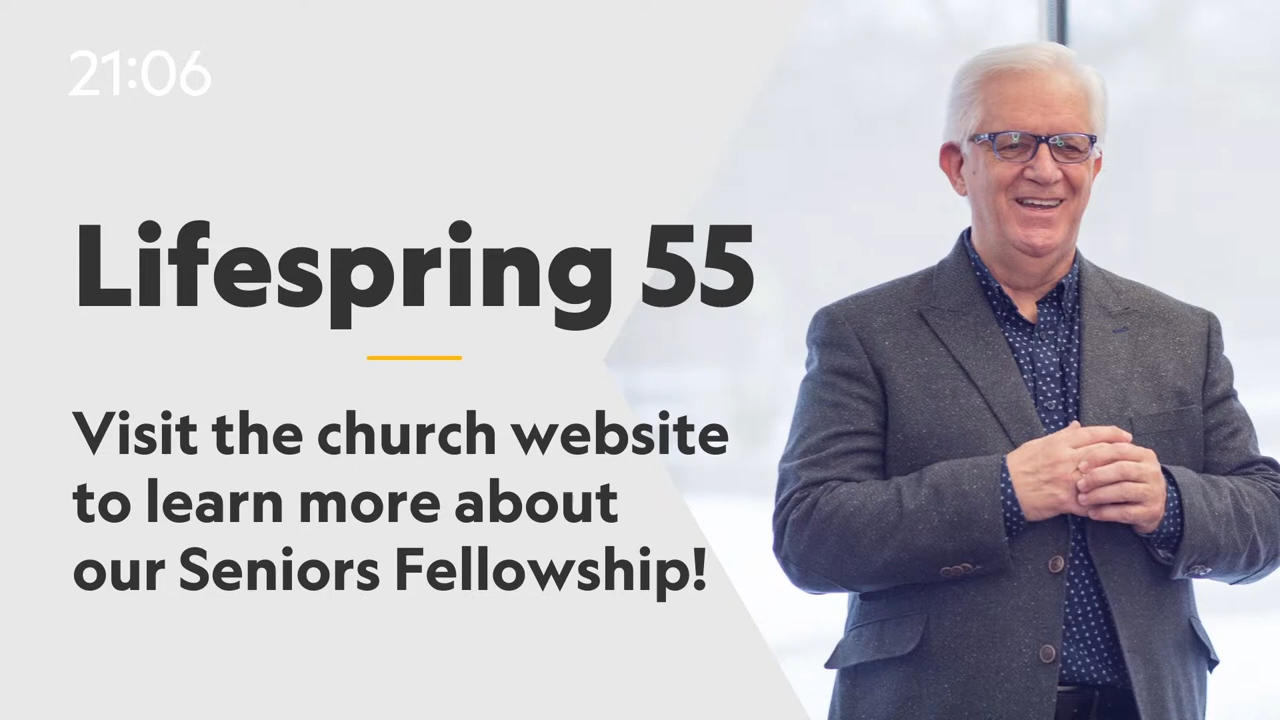 21:06
Lifespring 55
Visit the church website
to learn more about
our Seniors Fellowship!